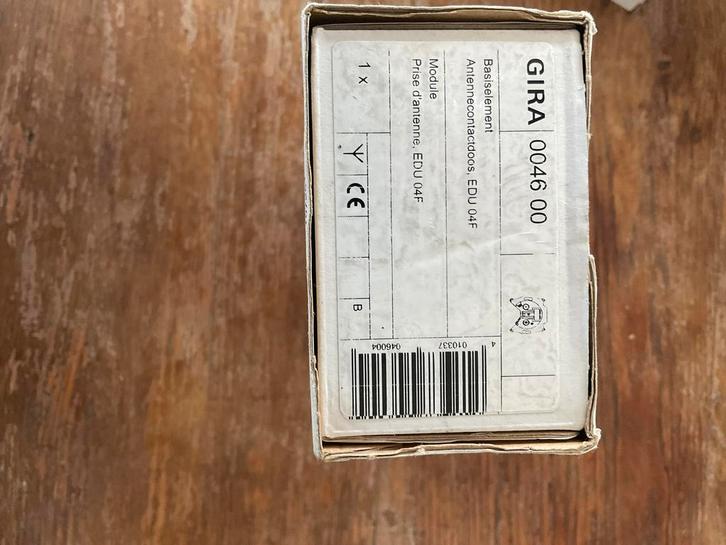 GIRA 0046 00
Basiselement
Antennecontactdoos, EDU 04F
Module
Prise d'antenne, EDU 04F
1 x
CE
B
4 010337 046004